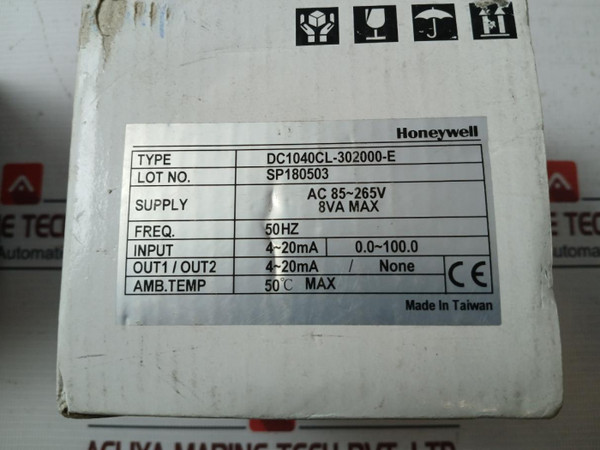 Honeywell
TYPE DC1040CL-302000-E
LOT NO. SP180503
SUPPLY AC 85~265V
8VA MAX
FREQ. 50HZ
INPUT 4~20mA 0.0~100.0
OUT1 / OUT2 4~20mA / None
AMB.TEMP 50℃ MAX
CE
Made In Taiwan